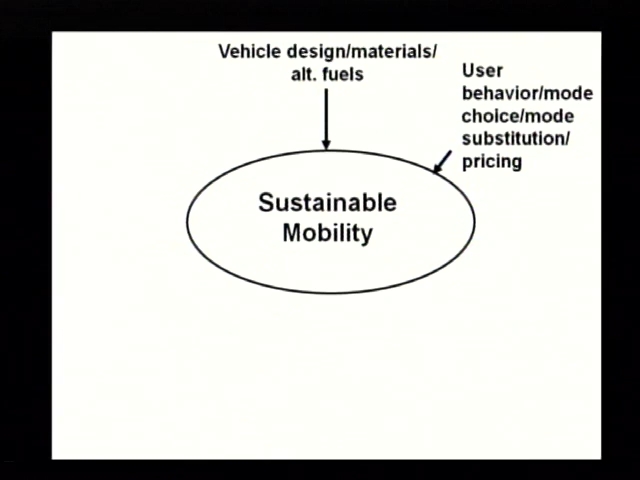 Vehicle design/materials/
alt. fuels
User
behavior/mode
choice/mode
substitution/
pricing
Sustainable
Mobility